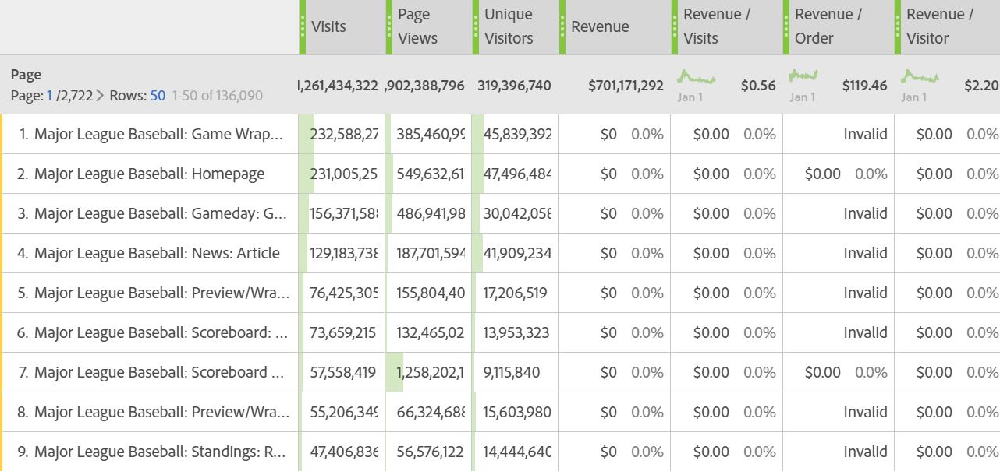 Visits
Page Views
Unique Visitors
Revenue
Revenue / Visits
Revenue / Order
Revenue / Visitor
Page
Page: 1 /2,722 Rows: 50 1-50 of 136,090
1,261,434,322 ,902,388,796 319,396,740 $701,171,292 Jan 1 $0.56 Jan 1 $119.46 Jan 1 $2.20
1. Major League Baseball: Game Wrap... 232,588,27 385,460,99 45,839,392 $0 0.0% $0.00 0.0% Invalid $0.00 0.0%
2. Major League Baseball: Homepage 231,005,25 549,632,61 47,496,484 $0 0.0% $0.00 0.0% $0.00 0.0% $0.00 0.0%
3. Major League Baseball: Gameday: G... 156,371,588 486,941,98 30,042,058 $0 0.0% $0.00 0.0% Invalid $0.00 0.0%
4. Major League Baseball: News: Article 129,183,738 187,701,594 41,909,234 $0 0.0% $0.00 0.0% Invalid $0.00 0.0%
5. Major League Baseball: Preview/Wra... 76,425,305 155,804,40 17,206,519 $0 0.0% $0.00 0.0% Invalid $0.00 0.0%
6. Major League Baseball: Scoreboard: ... 73,659,215 132,465,02 13,953,323 $0 0.0% $0.00 0.0% Invalid $0.00 0.0%
7. Major League Baseball: Scoreboard ... 57,558,419 1,258,202,1 9,115,840 $0 0.0% $0.00 0.0% $0.00 0.0% $0.00 0.0%
8. Major League Baseball: Preview/Wra... 55,206,349 66,324,688 15,603,980 $0 0.0% $0.00 0.0% Invalid $0.00 0.0%
9. Major League Baseball: Standings: R... 47,406,836 56,576,122 14,444,640 $0 0.0% $0.00 0.0% Invalid $0.00 0.0%